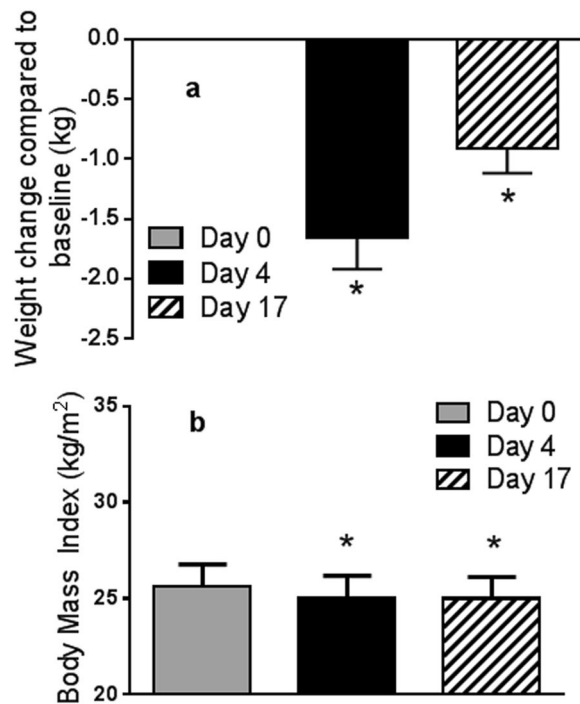 Weight change compared to
baseline (kg)
0.0
-0.5
-1.0
-1.5
-2.0
-2.5
a
Day 0
Day 4
Day 17
*
*
Body Mass Index (kg/m²)
35
30
25
20
b
Day 0
Day 4
Day 17
*
*